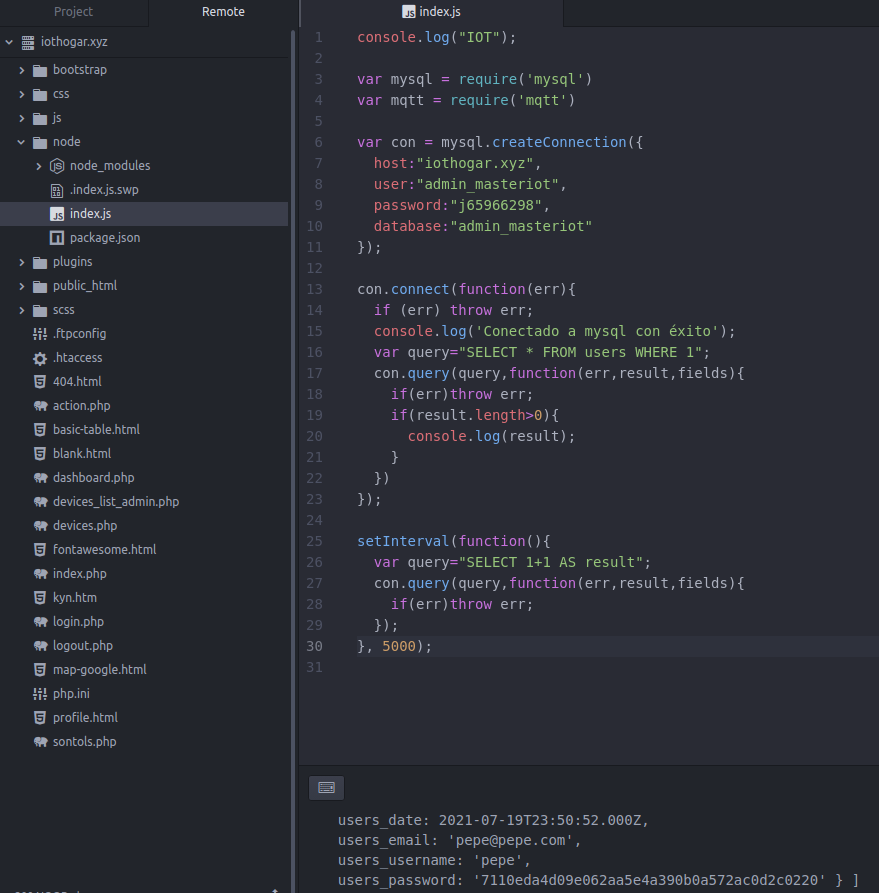 Project
Remote
index.js
iothogar.xyz
bootstrap
css
js
node
node_modules
.index.js.swp
index.js
package.json
plugins
public_html
scss
.ftpconfig
.htaccess
404.html
action.php
basic-table.html
blank.html
dashboard.php
devices_list_admin.php
devices.php
fontawesome.html
index.php
kyn.htm
login.php
logout.php
map-google.html
php.ini
profile.html
sontols.php
1 console.log("IOT");
2
3 var mysql = require('mysql')
4 var mqtt = require('mqtt')
5
6 var con = mysql.createConnection({
7 host:"iothogar.xyz",
8 user:"admin_masteriot",
9 password:"j65966298",
10 database:"admin_masteriot"
11 });
12
13 con.connect(function(err){
14 if (err) throw err;
15 console.log('Conectado a mysql con éxito');
16 var query="SELECT * FROM users WHERE 1";
17 con.query(query,function(err,result,fields){
18 if(err)throw err;
19 if(result.length>0){
20 console.log(result);
21 }
22 })
23 });
24
25 setInterval(function(){
26 var query="SELECT 1+1 AS result";
27 con.query(query,function(err,result,fields){
28 if(err)throw err;
29 });
30 }, 5000);
31
users_date: 2021-07-19T23:50:52.000Z,
users_email: 'pepe@pepe.com',
users_username: 'pepe',
users_password: '7110eda4d09e062aa5e4a390b0a572ac0d2c0220' } ]